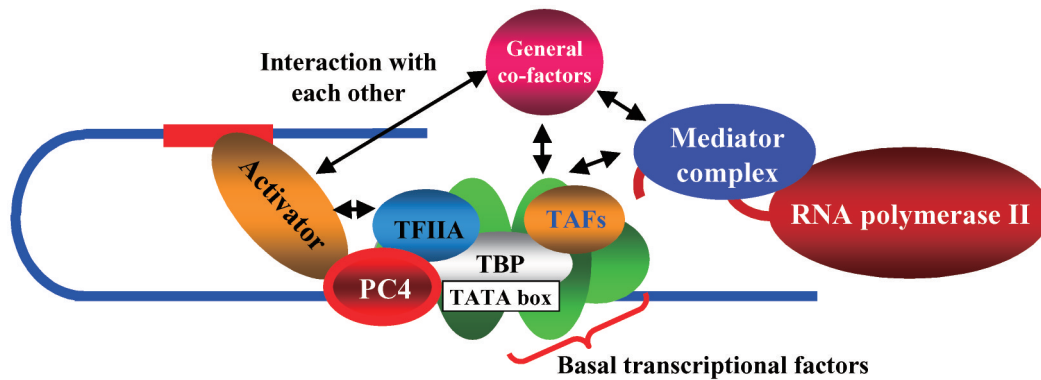 General
co-factors
Interaction with
each other
Mediator
complex
Activator
RNA polymerase II
TFIIA
TAFs
TBP
PC4
TATA box
Basal transcriptional factors